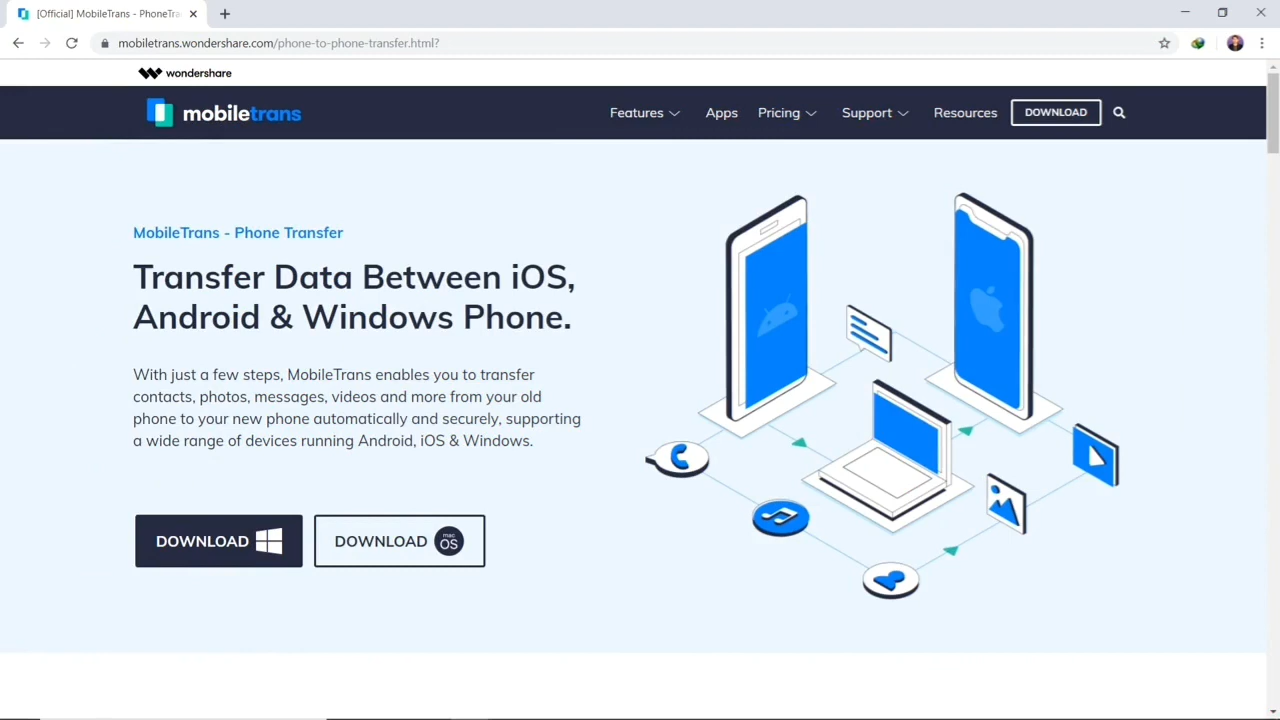 [Official] MobileTrans - PhoneTra
mobiletrans.wondershare.com/phone-to-phone-transfer.html?
wondershare
mobiletrans
Features
Apps
Pricing
Support
Resources
DOWNLOAD
MobileTrans - Phone Transfer
Transfer Data Between iOS,
Android & Windows Phone.
With just a few steps, MobileTrans enables you to transfer
contacts, photos, messages, videos and more from your old
phone to your new phone automatically and securely, supporting
a wide range of devices running Android, iOS & Windows.
DOWNLOAD
DOWNLOAD
mac
OS